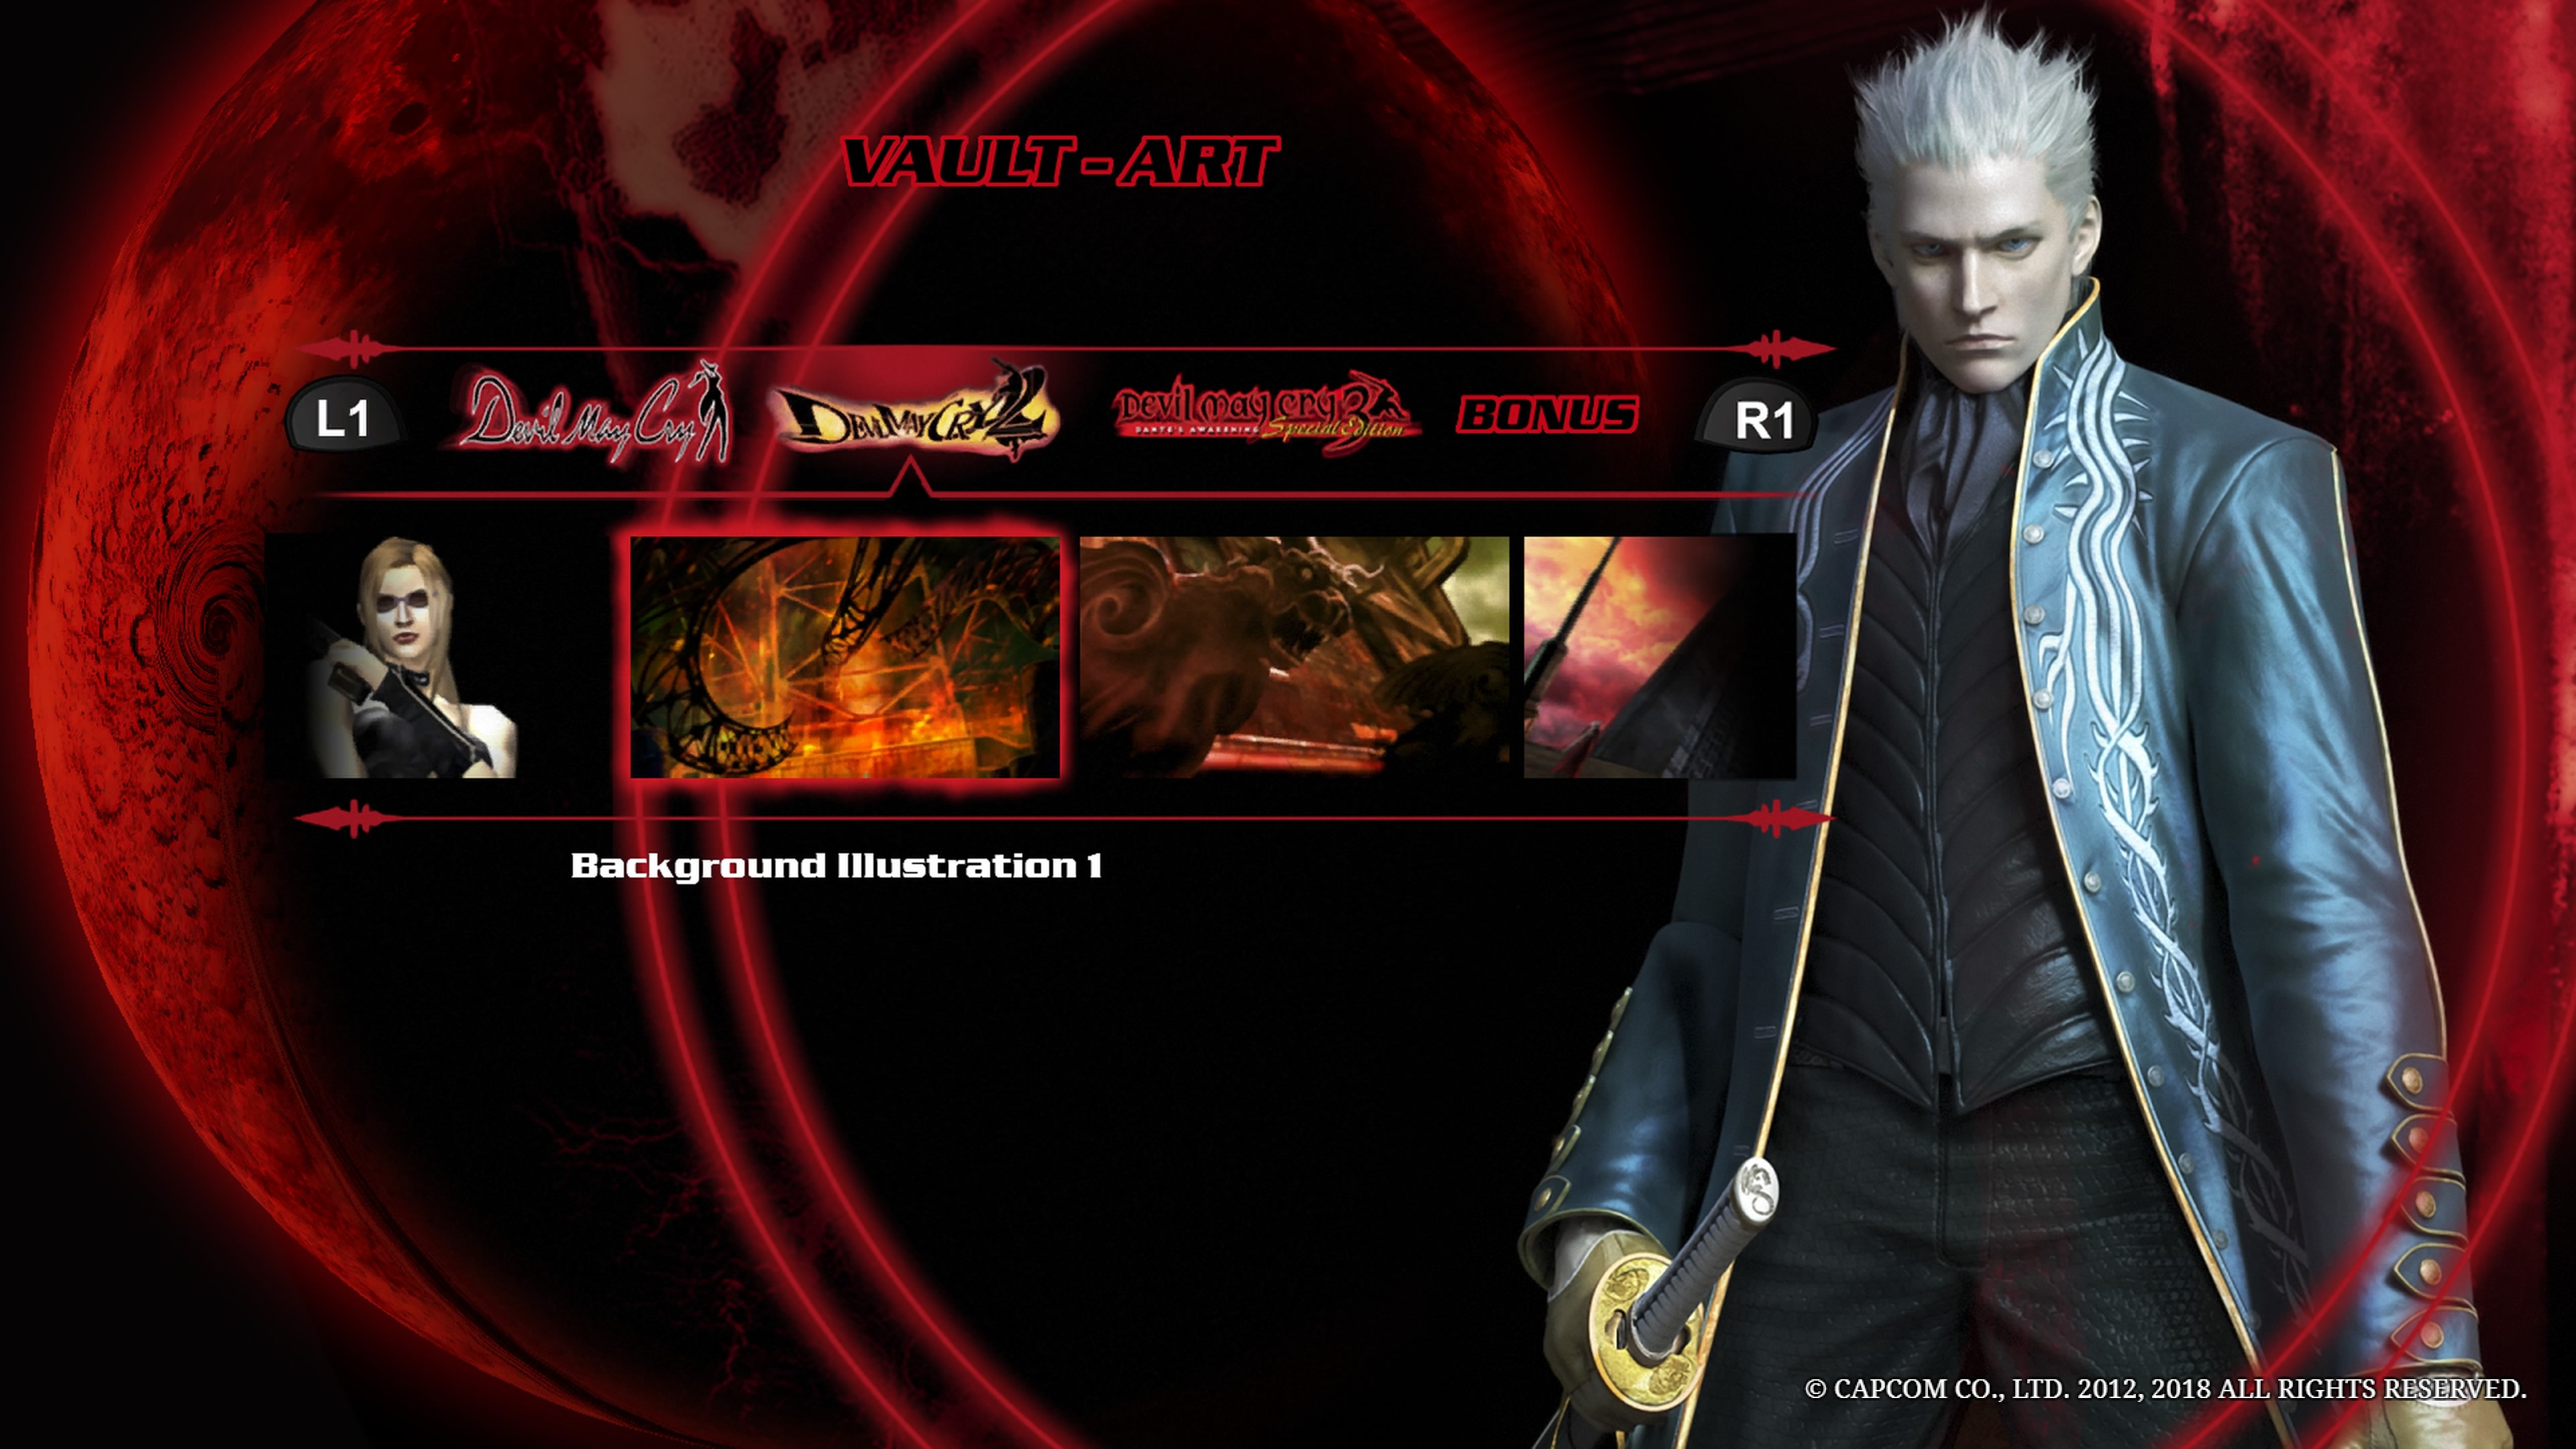 VAULT - ART
L1
Devil May Cry
DEVIL MAY CRY 2
Devil may cry 3
DANTE'S AWAKENING Special Edition
BONUS
R1
Background Illustration 1
© CAPCOM CO., LTD. 2012, 2018 ALL RIGHTS RESERVED.